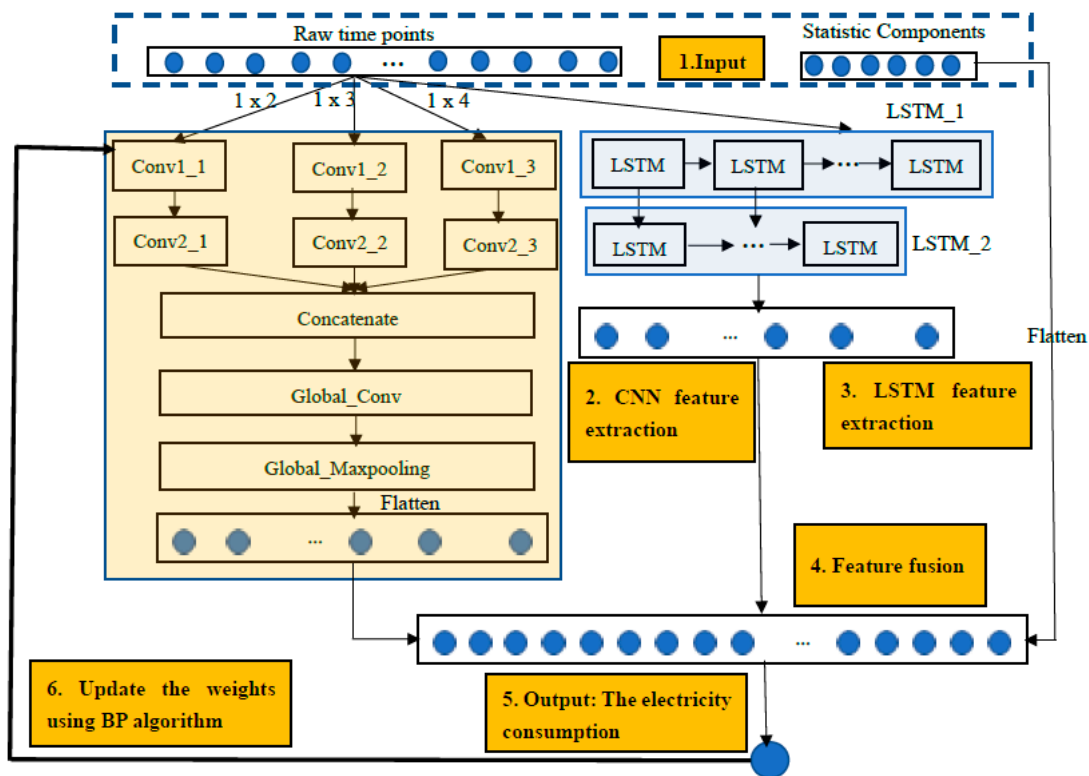 Raw time points
...
1.Input
Statistic Components
1 x 2
1 x 3
1 x 4
LSTM_1
Conv1_1
Conv1_2
Conv1_3
LSTM
LSTM
...
LSTM
Conv2_1
Conv2_2
Conv2_3
LSTM
...
LSTM
LSTM_2
Concatenate
...
Flatten
Global_Conv
2. CNN feature
extraction
3. LSTM feature
extraction
Global_Maxpooling
Flatten
...
4. Feature fusion
...
6. Update the weights
using BP algorithm
5. Output: The electricity
consumption